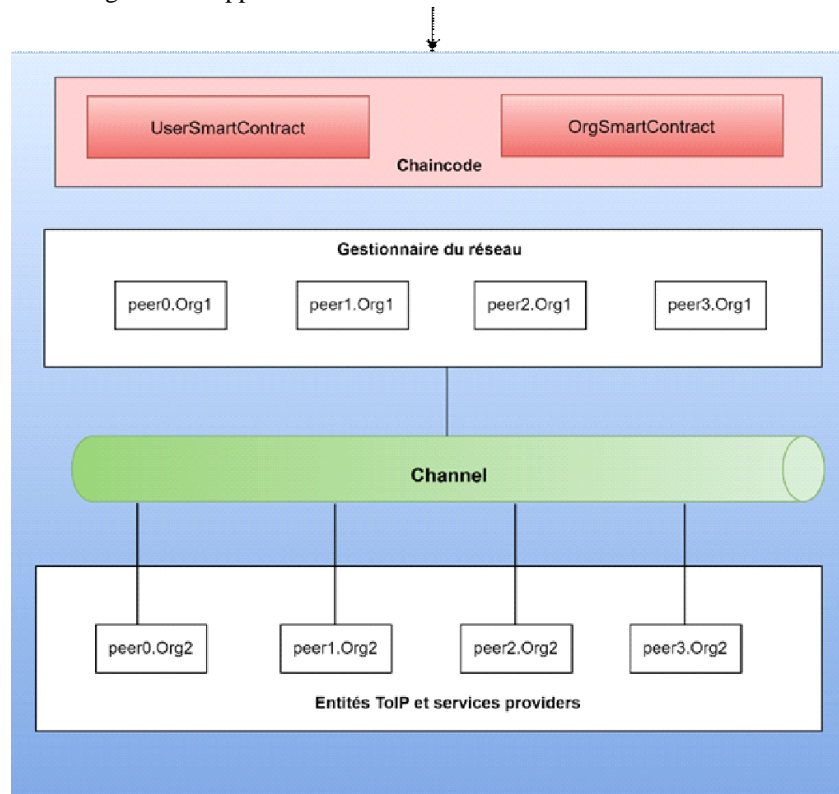 UserSmartContract
OrgSmartContract
Chaincode
Gestionnaire du réseau
peer0.Org1
peer1.Org1
peer2.Org1
peer3.Org1
Channel
peer0.Org2
peer1.Org2
peer2.Org2
peer3.Org2
Entités ToIP et services providers